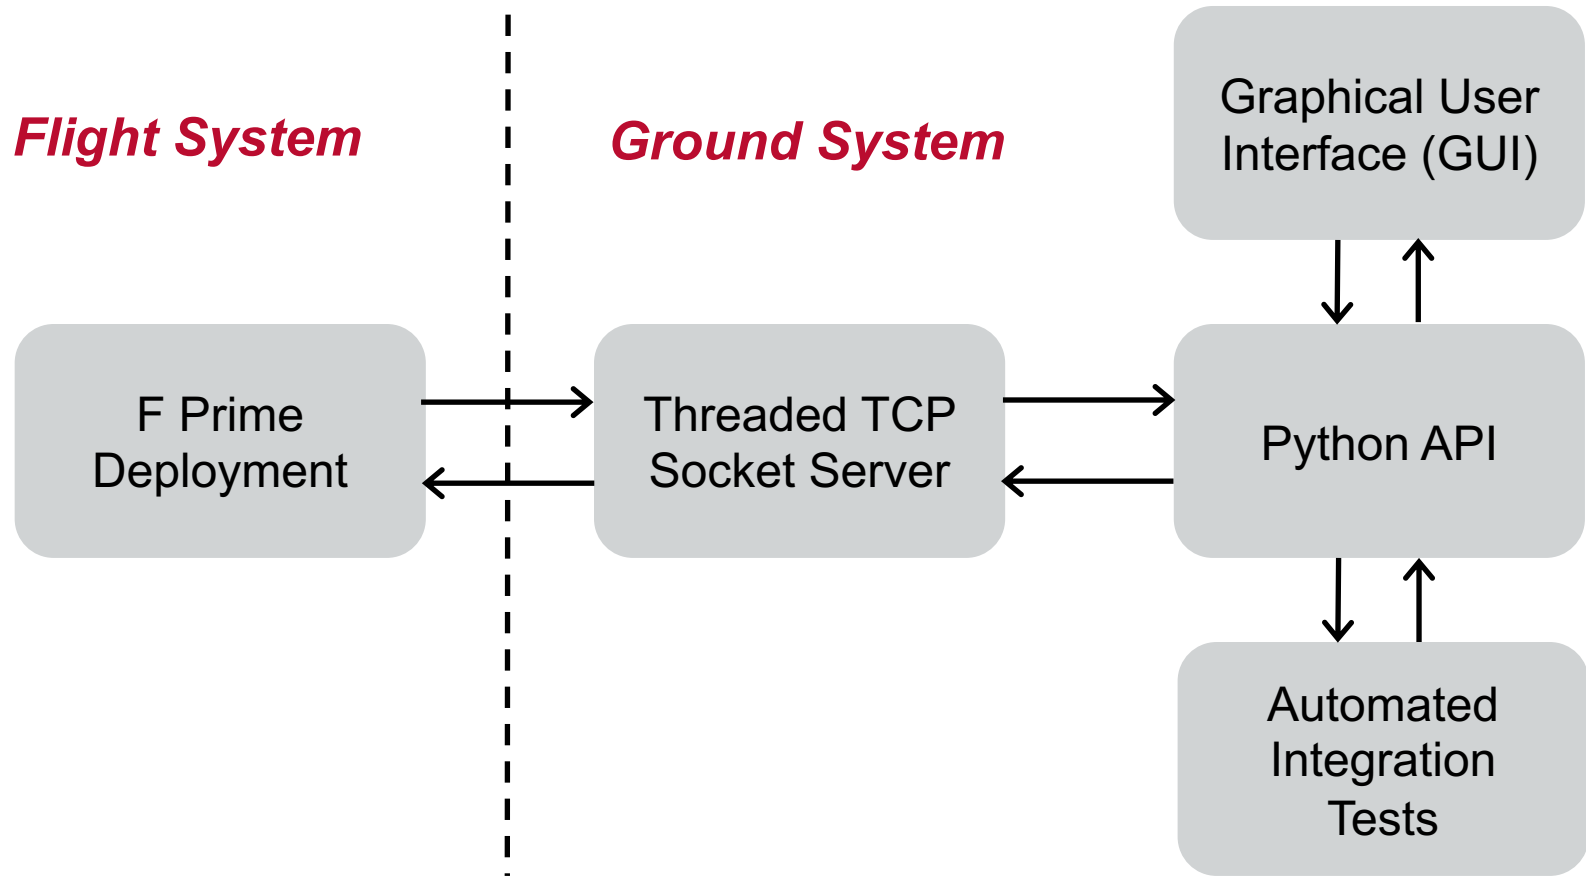 Flight System
Ground System
Graphical User
Interface (GUI)
F Prime
Deployment
Threaded TCP
Socket Server
Python API
Automated
Integration
Tests